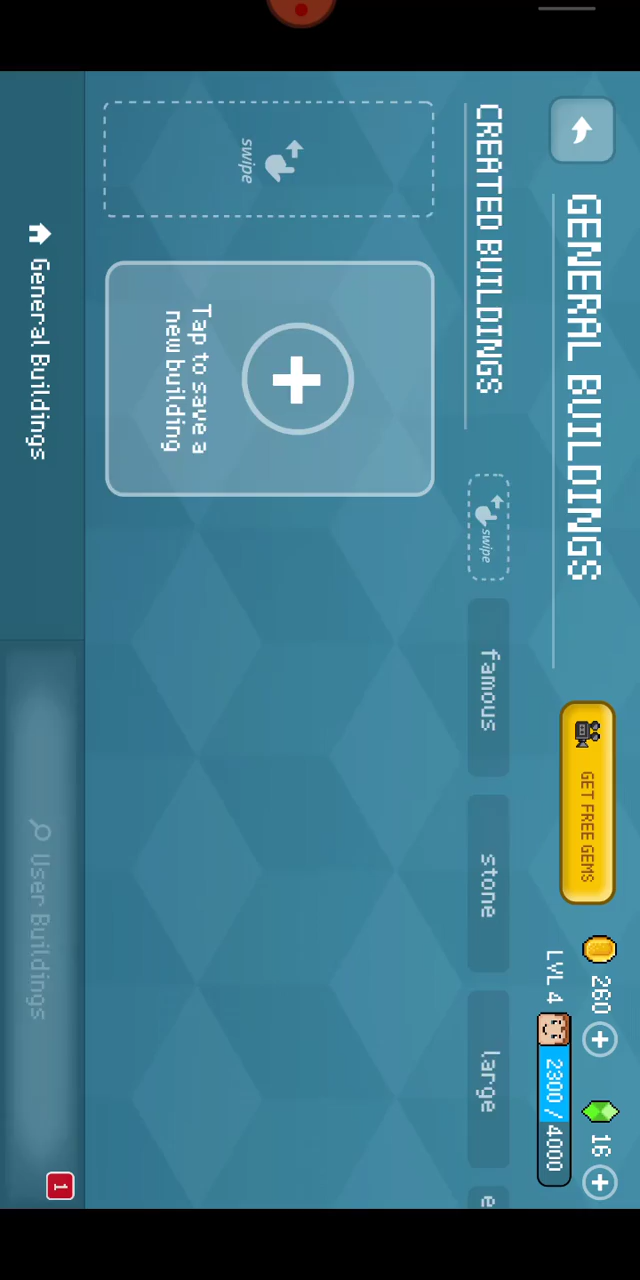 GENERAL BUILDINGS
GET FREE GEMS
260
16
LVL 4
2300 / 4000
CREATED BUILDINGS
swipe
famous
stone
large
e
swipe
Tap to save a
new building
General Buildings
User Buildings
1